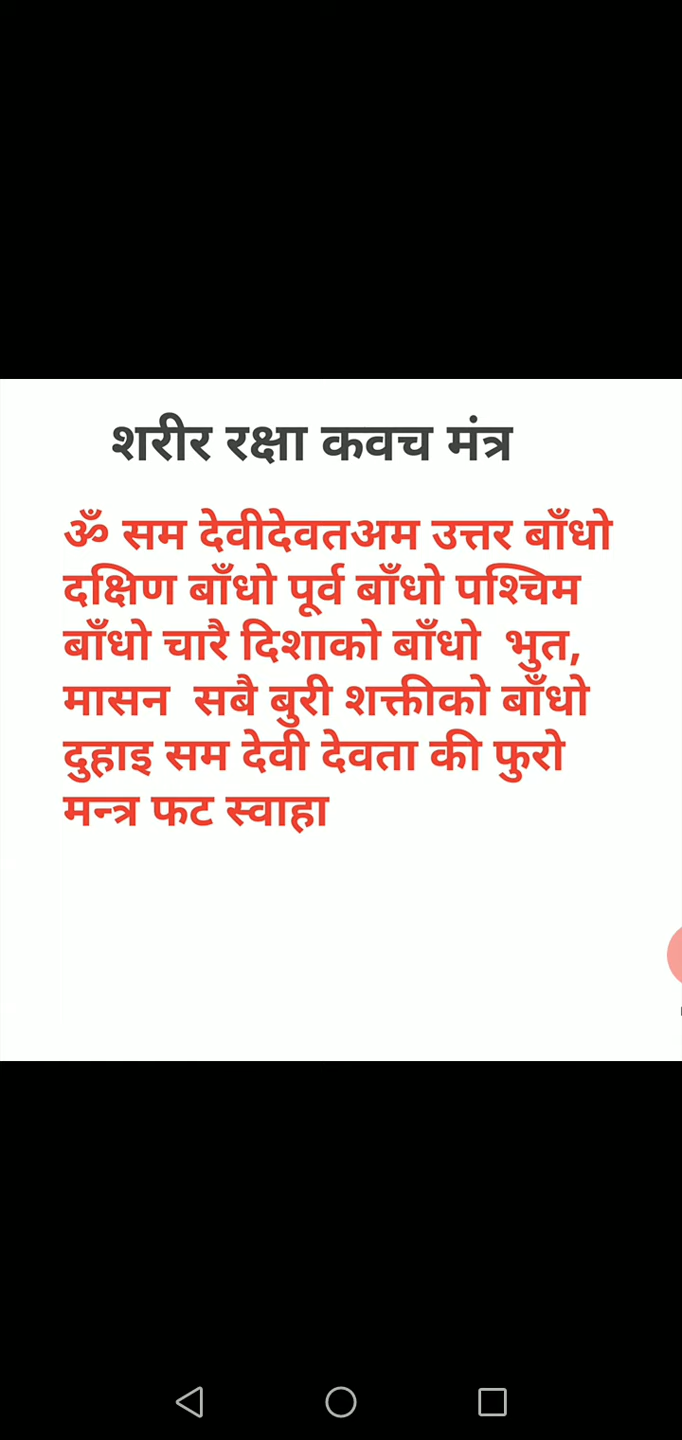 शरीर रक्षा कवच मंत्र
ॐ सम देवीदेवतअम उत्तर बाँधो
दक्षिण बाँधो पूर्व बाँधो पश्चिम
बाँधो चारै दिशाको बाँधो भुत,
मासन सबै बुरी शक्तीको बाँधो
दुहाइ सम देवी देवता की फुरो
मन्त्र फट स्वाहा